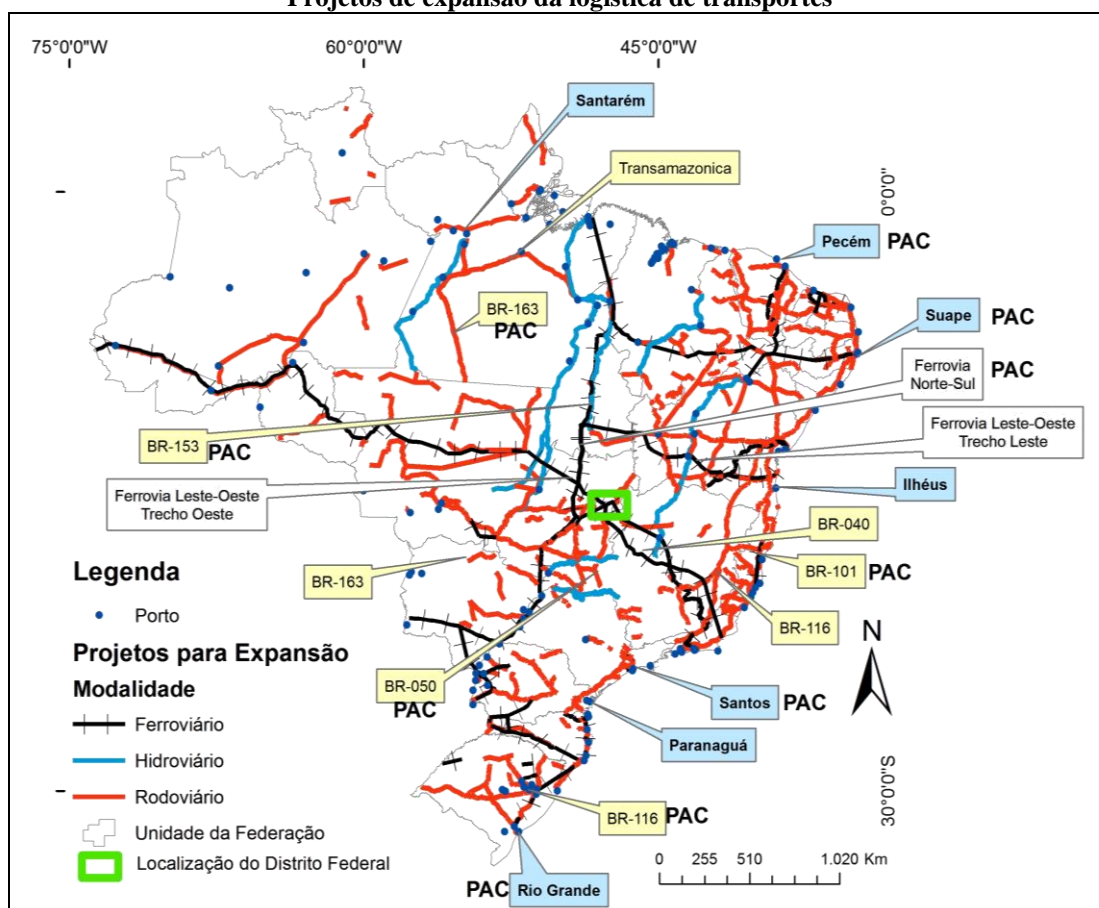 Projetos de expansão da logística de transportes
75°0'0"W
60°0'0"W
45°0'0"W
Santarém
Transamazonica
0°0'0"
Pecém PAC
BR-163
PAC
Suape PAC
Ferrovia
Norte-Sul
PAC
BR-153 PAC
Ferrovia Leste-Oeste
Trecho Leste
Ferrovia Leste-Oeste
Trecho Oeste
Ilhéus
BR-040
BR-163
BR-101 PAC
BR-116
N
BR-050
PAC
Santos PAC
Paranaguá
30°0'0"S
BR-116 PAC
PAC Rio Grande
Legenda
Porto
Projetos para Expansão
Modalidade
Ferroviário
Hidroviário
Rodoviário
Unidade da Federação
Localização do Distrito Federal
0 255 510 1.020 Km